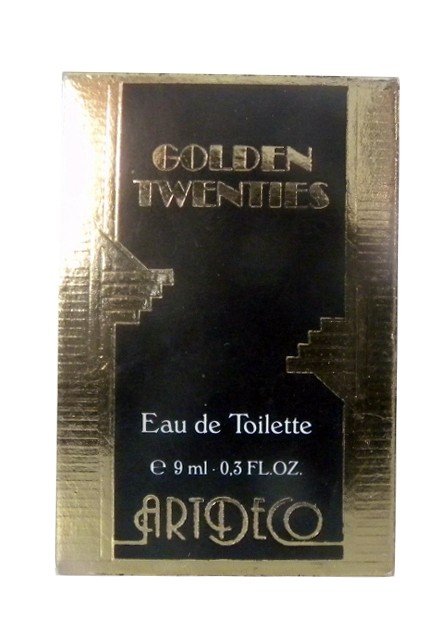 GOLDEN
TWENTIES
Eau de Toilette
℮ 9 ml · 0,3 FL.OZ.
ARTDECO